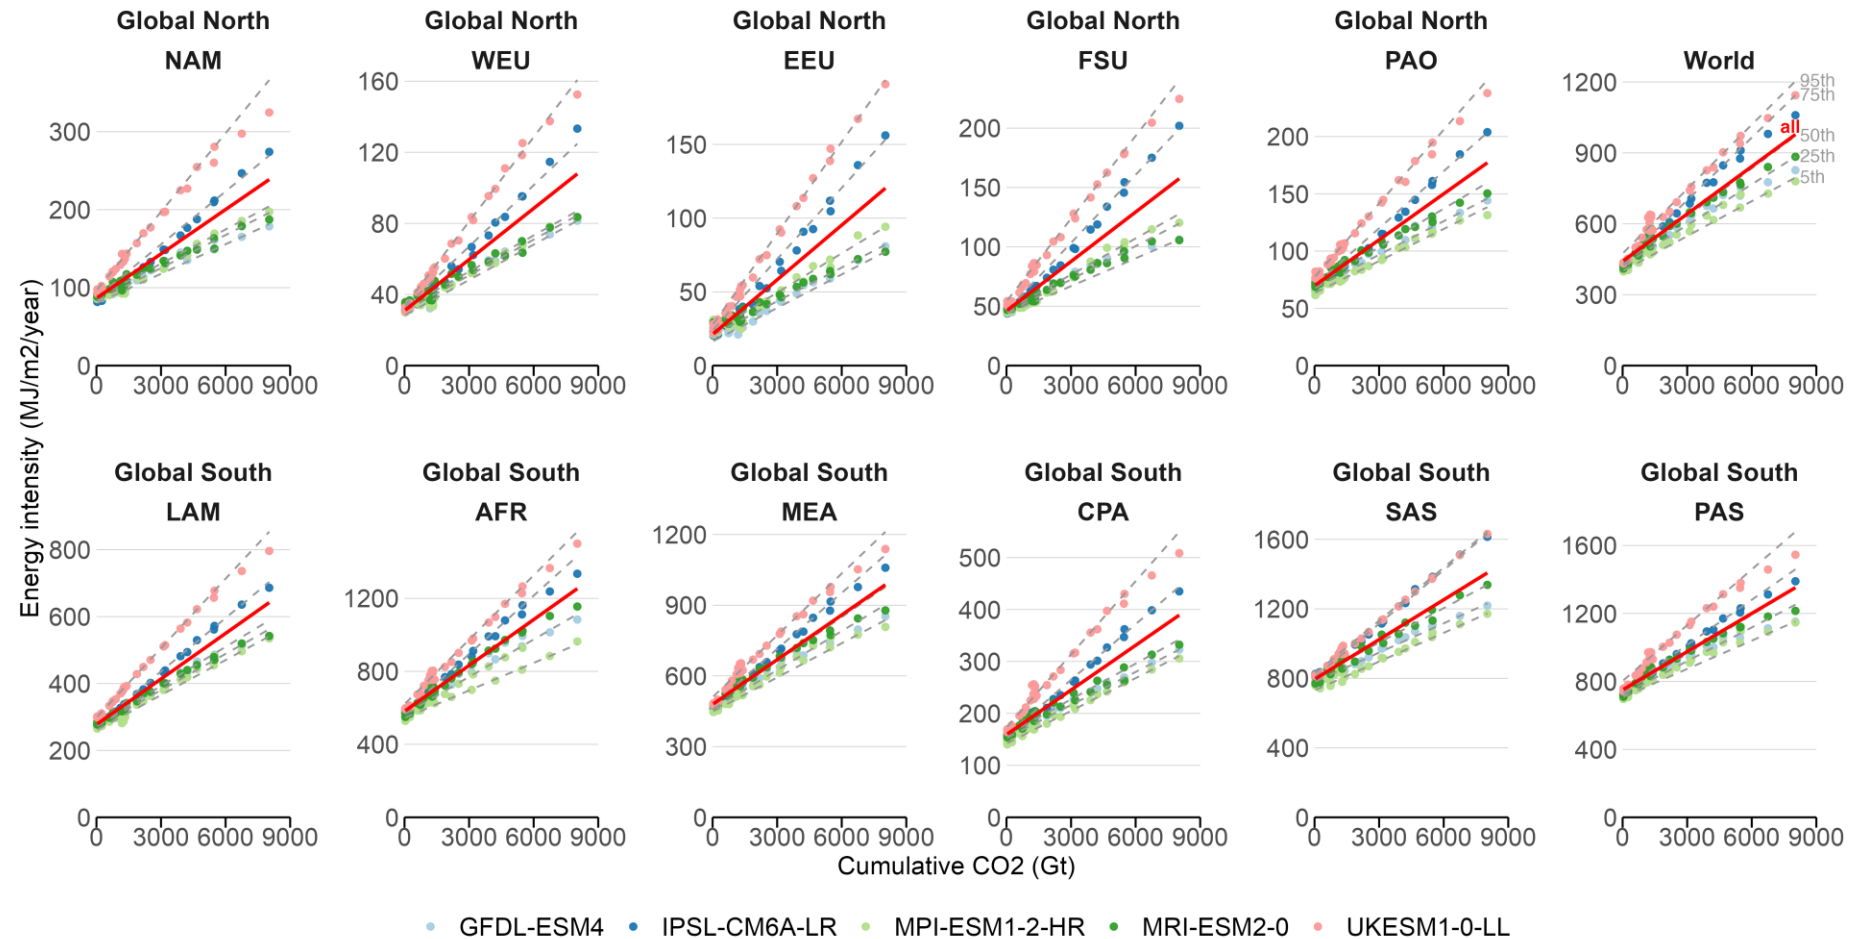 Global North Global North Global North Global North Global North
NAM WEU EEU FSU PAO World
300
200
100
0
0 3000 6000 9000
160
120
80
40
0
0 3000 6000 9000
150
100
50
0
0 3000 6000 9000
200
150
100
50
0
0 3000 6000 9000
200
150
100
50
0
0 3000 6000 9000
1200
900
600
300
0
0 3000 6000 9000
95th
75th
all
50th
25th
5th
Energy intensity (MJ/m2/year)
Global South Global South Global South Global South Global South Global South
LAM AFR MEA CPA SAS PAS
800
600
400
200
0
0 3000 6000 9000
1200
800
400
0
0 3000 6000 9000
1200
900
600
300
0
0 3000 6000 9000
500
400
300
200
100
0
0 3000 6000 9000
1600
1200
800
400
0
0 3000 6000 9000
1600
1200
800
400
0
0 3000 6000 9000
Cumulative CO2 (Gt)
GFDL-ESM4 IPSL-CM6A-LR MPI-ESM1-2-HR MRI-ESM2-0 UKESM1-0-LL